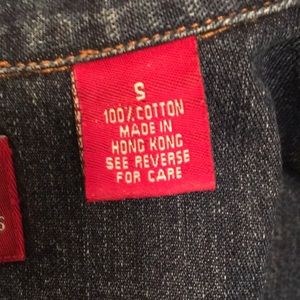 S
100% COTTON
MADE IN
HONG KONG
SEE REVERSE
FOR CARE
S